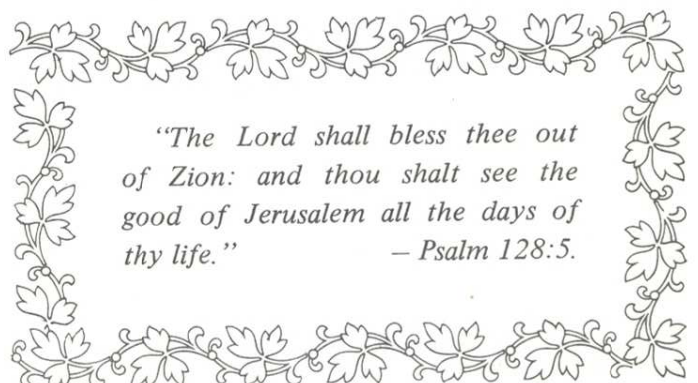 “The Lord shall bless thee out
of Zion: and thou shalt see the
good of Jerusalem all the days of
thy life.” – Psalm 128:5.